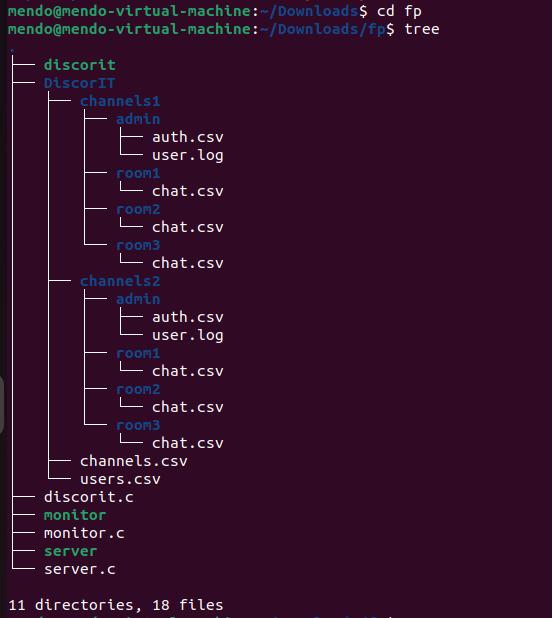 mendo@mendo-virtual-machine:~/Downloads$ cd fp
mendo@mendo-virtual-machine:~/Downloads/fp$ tree
.
├── discorit
├── DiscorIT
│   ├── channels1
│   │   ├── admin
│   │   │   ├── auth.csv
│   │   │   └── user.log
│   │   ├── room1
│   │   │   └── chat.csv
│   │   ├── room2
│   │   │   └── chat.csv
│   │   └── room3
│   │       └── chat.csv
│   ├── channels2
│   │   ├── admin
│   │   │   ├── auth.csv
│   │   │   └── user.log
│   │   ├── room1
│   │   │   └── chat.csv
│   │   ├── room2
│   │   │   └── chat.csv
│   │   └── room3
│   │       └── chat.csv
│   ├── channels.csv
│   └── users.csv
├── discorit.c
├── monitor
├── monitor.c
├── server
└── server.c

11 directories, 18 files